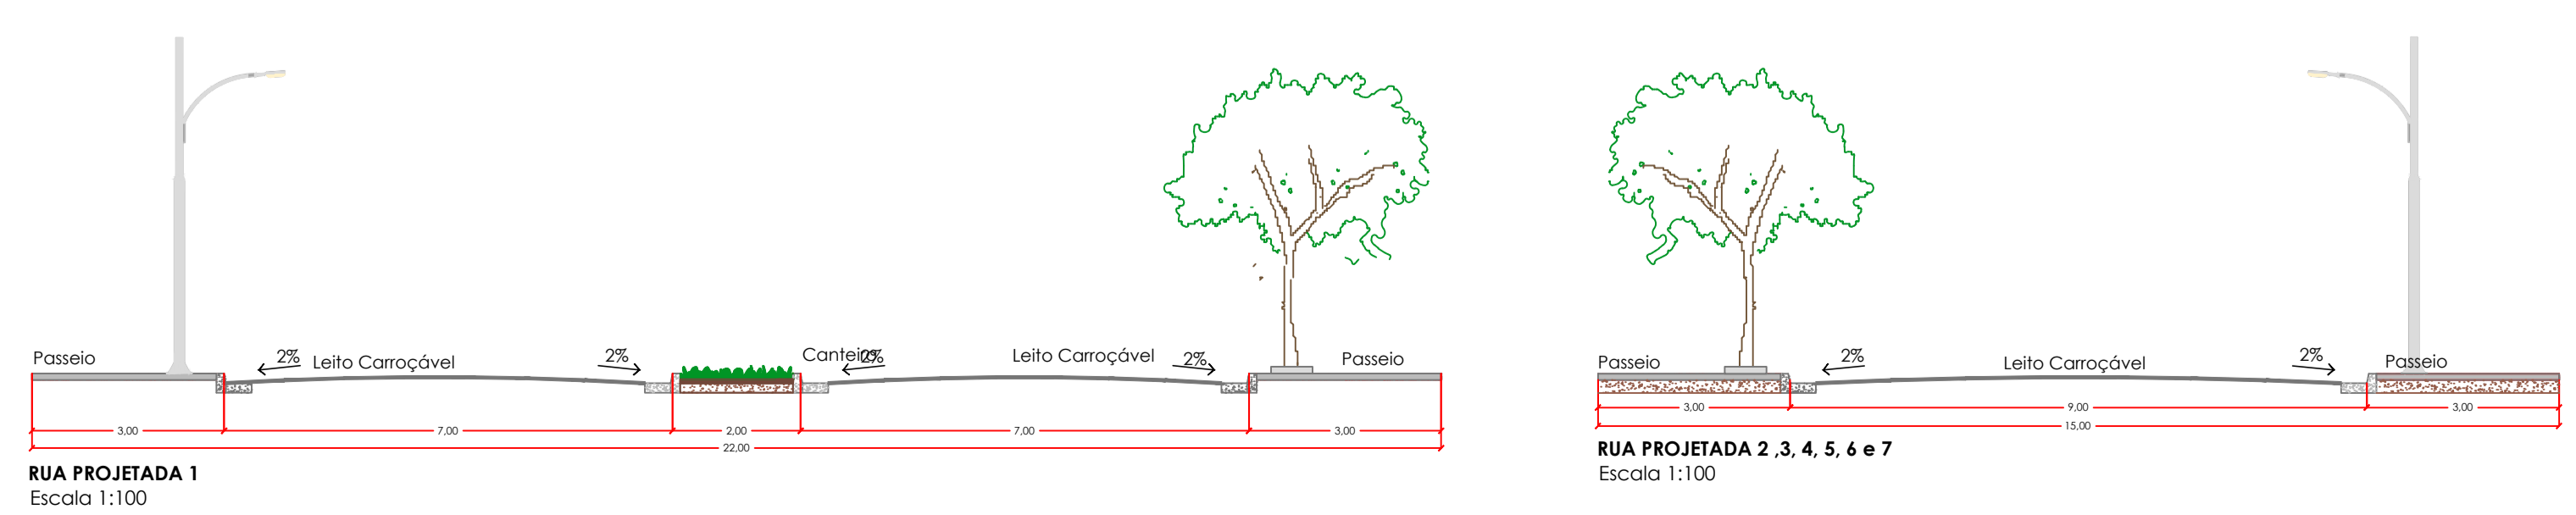 Passeio
2%
Leito Carroçável
2%
Canteiro
2%
Leito Carroçável
2%
Passeio
3,00
7,00
2,00
7,00
3,00
22,00
RUA PROJETADA 1
Escala 1:100
Passeio
2%
Leito Carroçável
2%
Passeio
3,00
9,00
3,00
15,00
RUA PROJETADA 2 ,3, 4, 5, 6 e 7
Escala 1:100